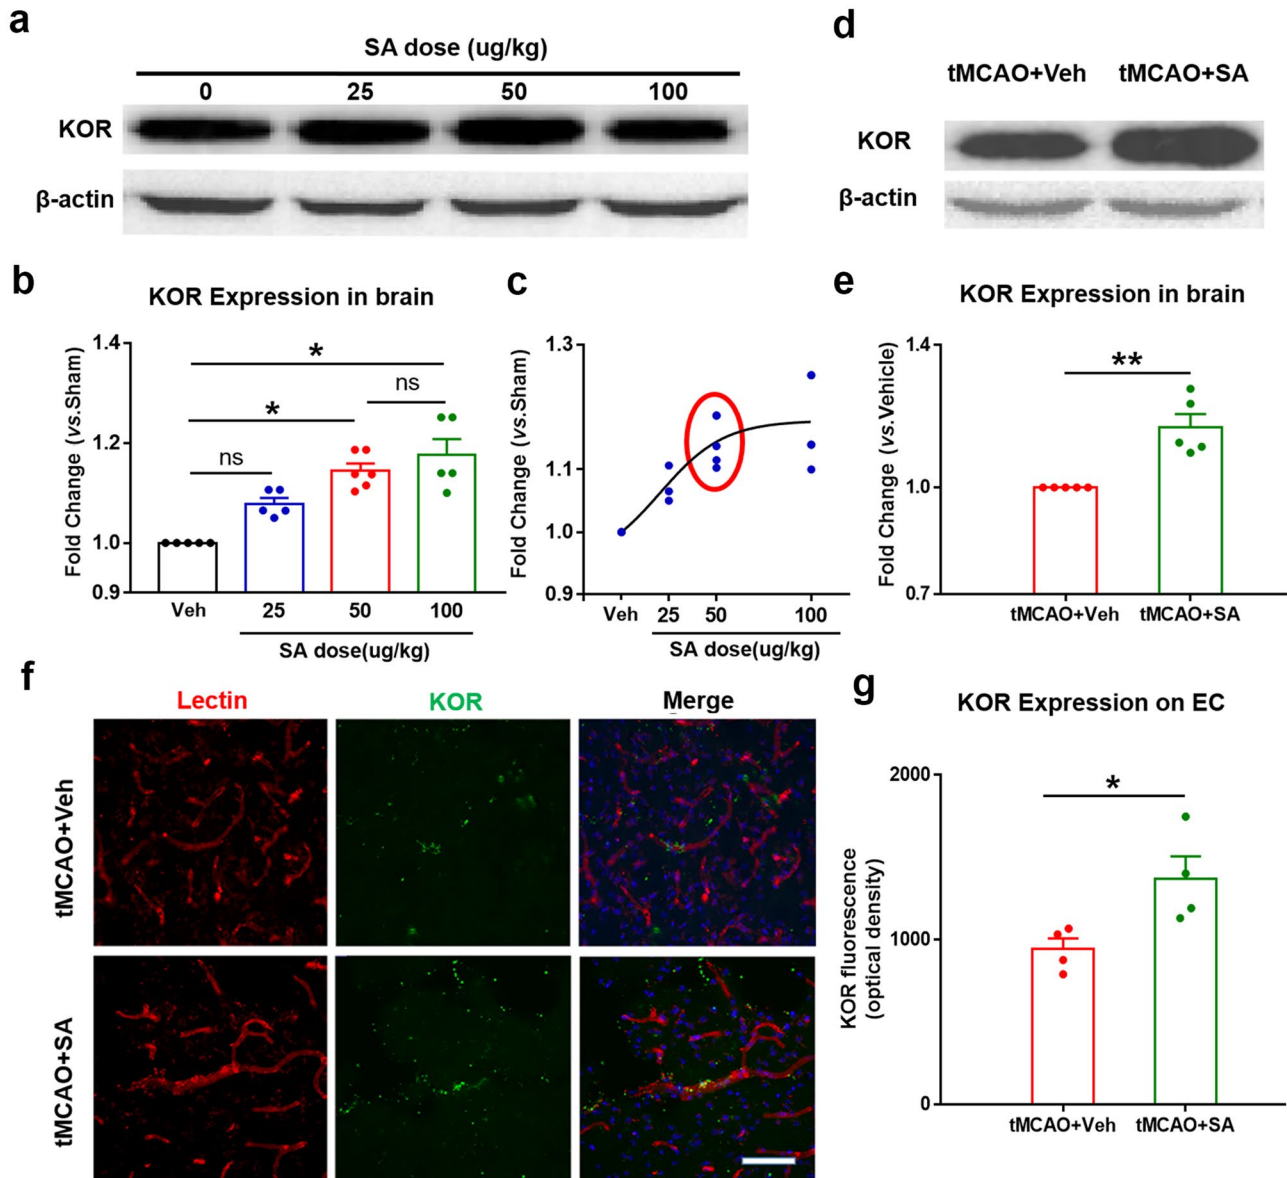 a
SA dose (ug/kg)
0 25 50 100
KOR
β-actin
d
tMCAO+Veh tMCAO+SA
KOR
β-actin
b
KOR Expression in brain
Fold Change (vs.Sham)
1.4
1.2
1.0
0.9
*
ns
*
ns
Veh 25 50 100
SA dose(ug/kg)
c
Fold Change (vs.Sham)
1.3
1.1
1.0
0.9
Veh 25 50 100
SA dose(ug/kg)
e
KOR Expression in brain
Fold Change (vs.Vehicle)
1.4
1.0
0.7
**
tMCAO+Veh tMCAO+SA
f
Lectin KOR Merge
tMCAO+Veh
tMCAO+SA
g
KOR Expression on EC
KOR fluorescence
(optical density)
2000
1000
0
*
tMCAO+Veh tMCAO+SA